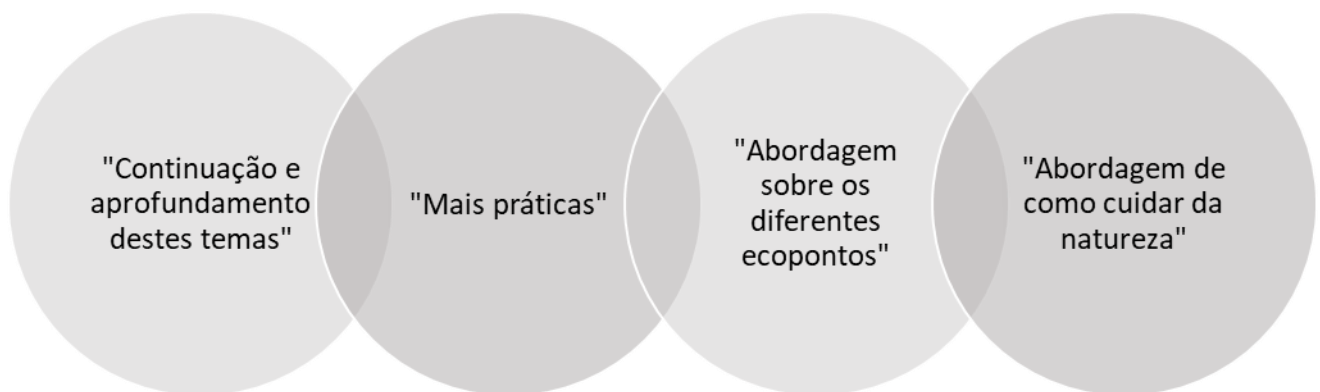 "Continuação e
aprofundamento
destes temas"
"Mais práticas"
"Abordagem
sobre os
diferentes
ecopontos"
"Abordagem de
como cuidar da
natureza"